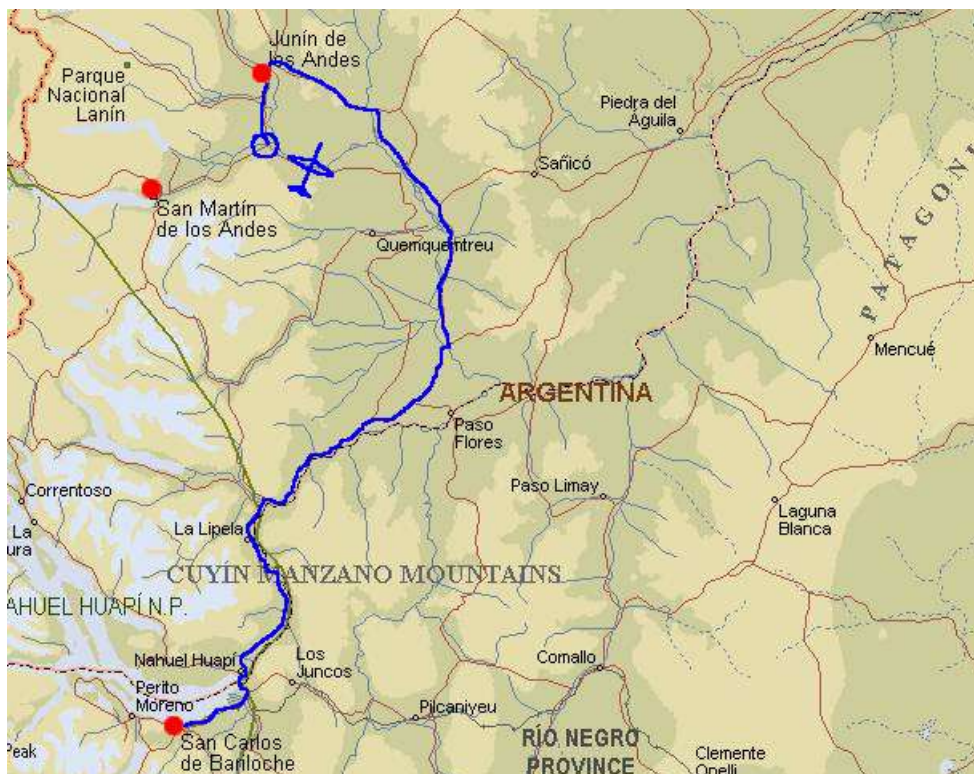 Junín de
los Andes
Parque
Nacional
Lanín
Piedra del
Águila
Sañicó
San Martín
de los Andes
Quemquemtreu
PATAGON
Mencué
ARGENTINA
Paso
Flores
Correntoso
Paso Limay
Laguna
Blanca
La
ura
La Lipela
CUYÍN MANZANO MOUNTAINS
AHUEL HUAPÍ N.P.
Nahuel Huapí
Los
Juncos
Comallo
Perito
Moreno
Pilcaniyeu
San Carlos
de Bariloche
Peak
RÍO NEGRO
PROVINCE
Clemente
Onelli